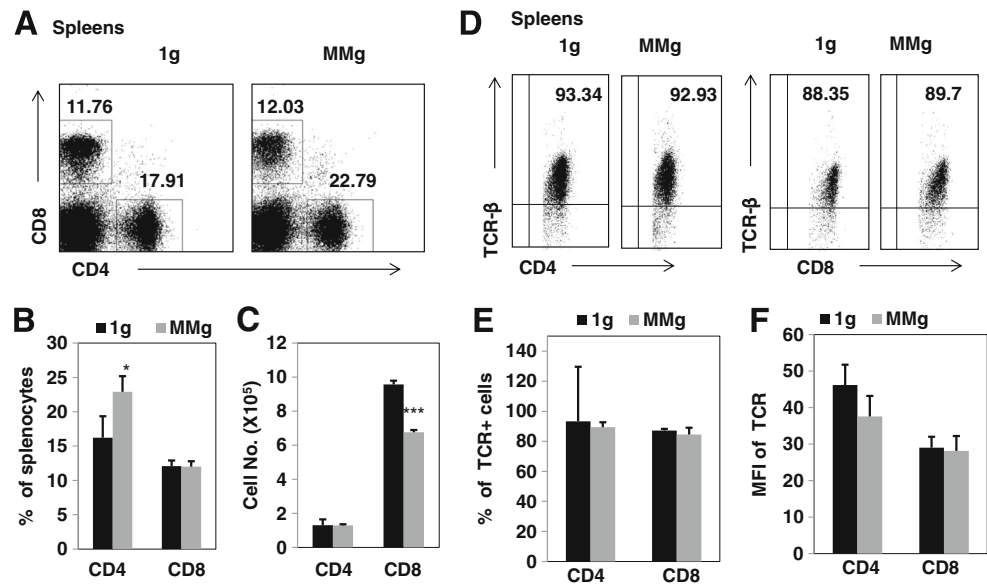 A Spleens
1g MMg
11.76
17.91
12.03
22.79
CD8
CD4
D Spleens
1g MMg
93.34
92.93
TCR-β
CD4
1g MMg
88.35
89.7
TCR-β
CD8
B
1g MMg
% of splenocytes
30
25
20
15
10
5
0
*
CD4 CD8
C
1g MMg
Cell No. (X10⁵)
12
10
8
6
4
2
0
***
CD4 CD8
E
1g MMg
% of TCR+ cells
140
120
100
80
60
40
20
0
CD4 CD8
F
1g MMg
MFI of TCR
60
50
40
30
20
10
0
CD4 CD8